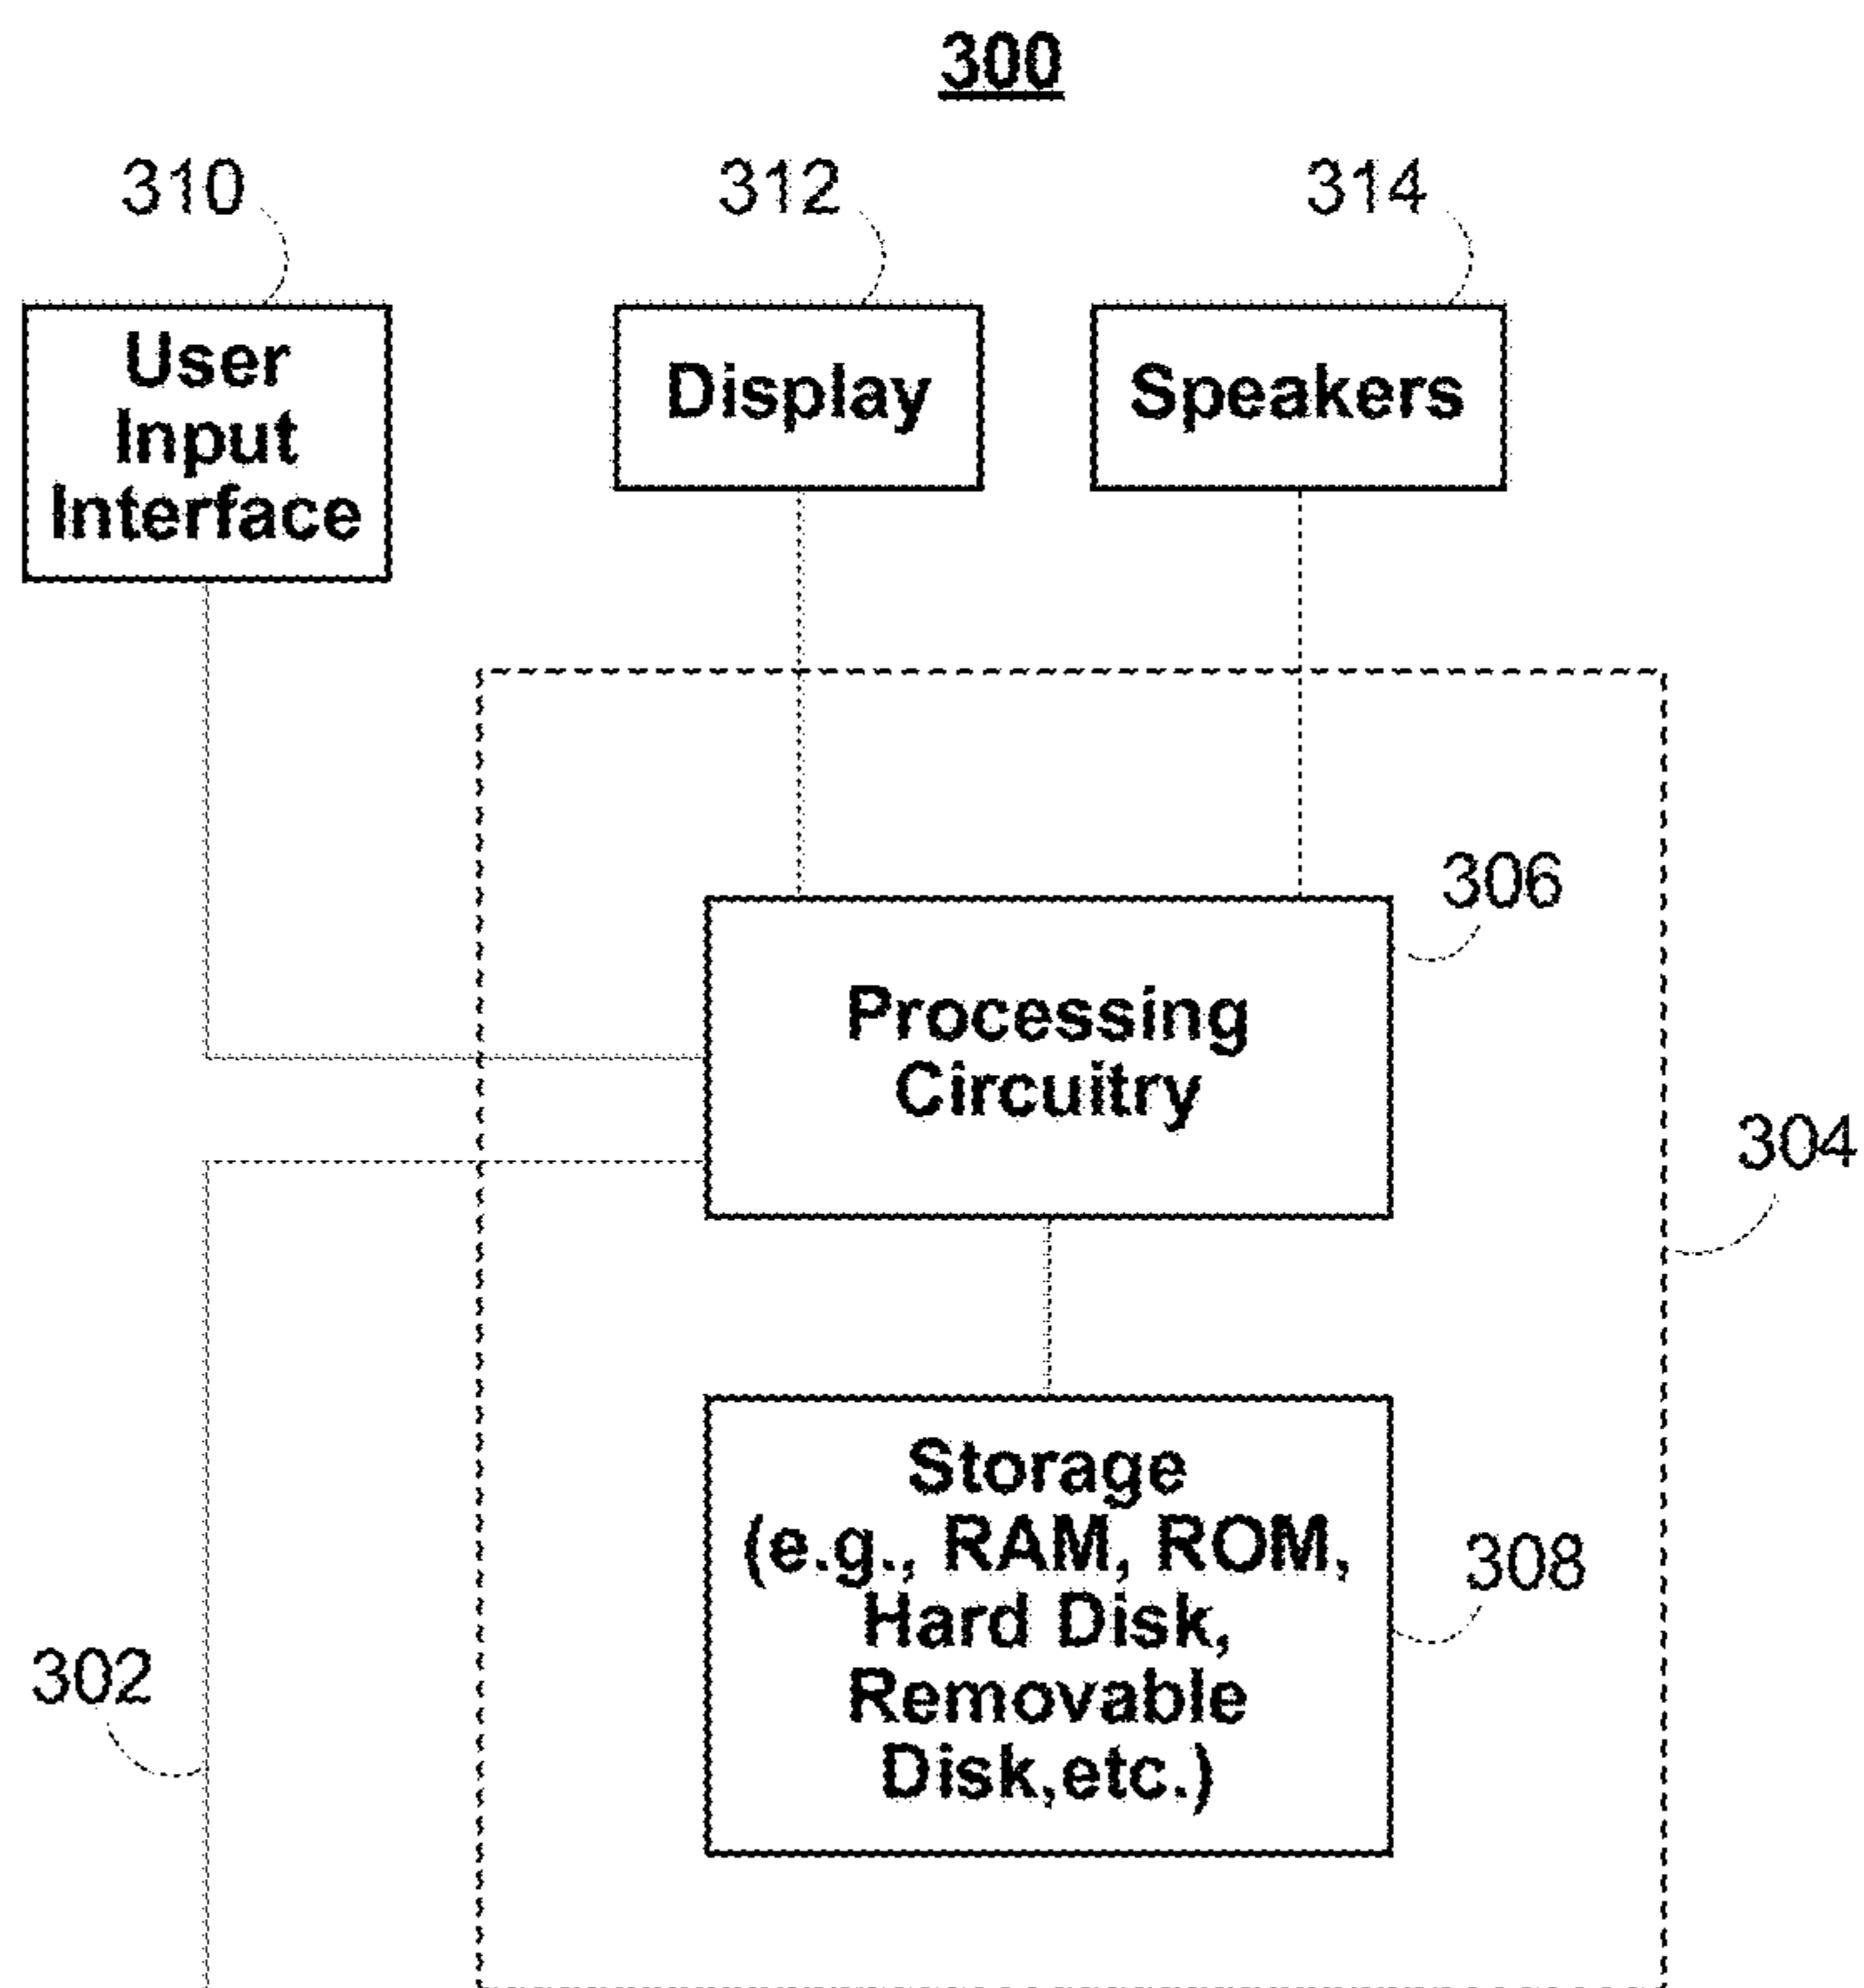 300
310
312
314
User
Input
Interface
Display
Speakers
306
Processing
Circuitry
304
Storage
(e.g., RAM, ROM,
Hard Disk,
Removable
Disk,etc.)
308
302